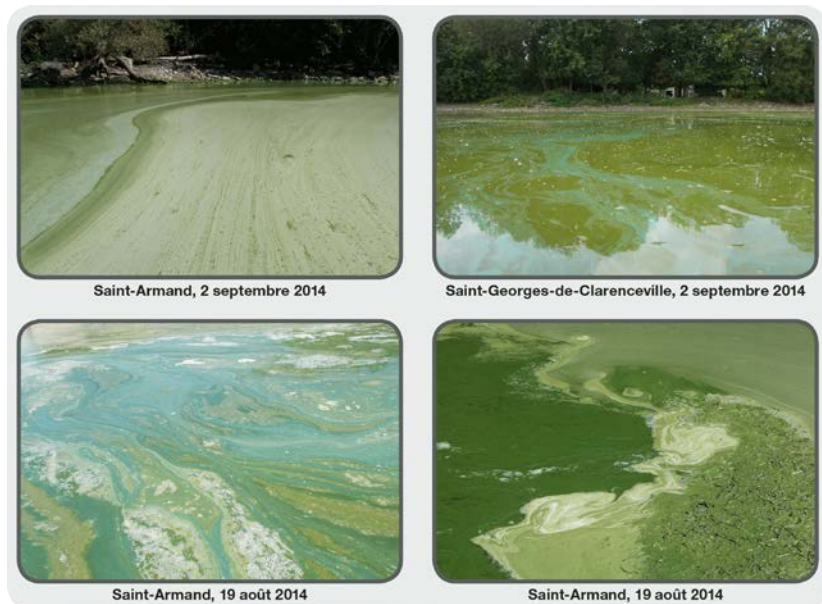 Saint-Armand, 2 septembre 2014
Saint-Georges-de-Clarenceville, 2 septembre 2014
Saint-Armand, 19 août 2014
Saint-Armand, 19 août 2014